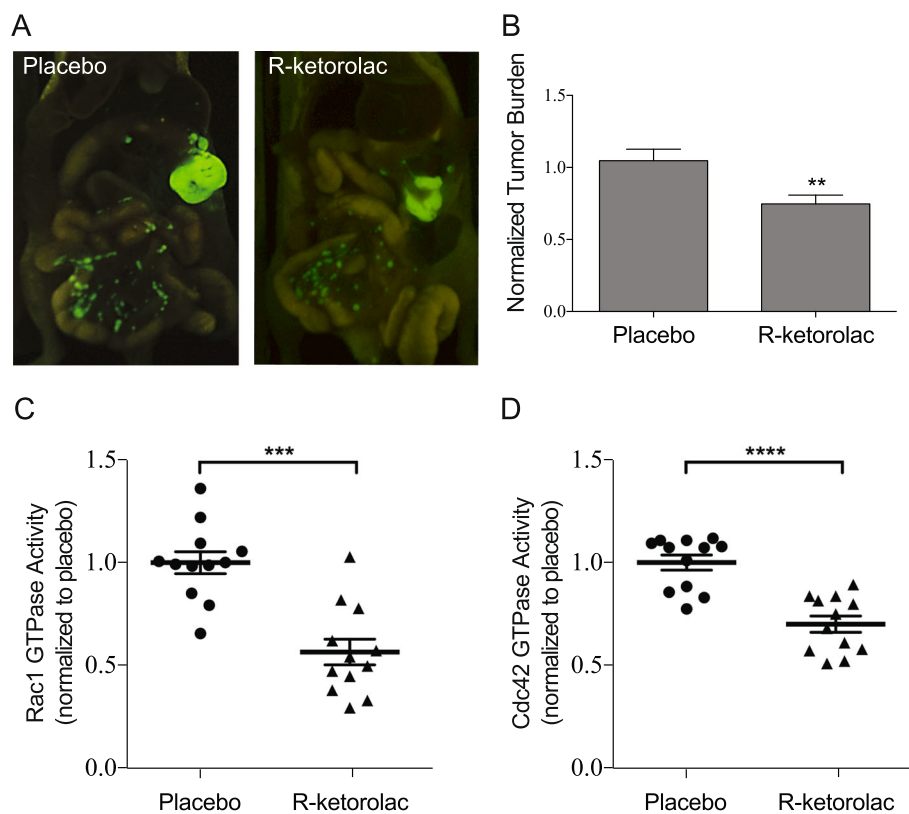 A
Placebo
R-ketorolac
B
Normalized Tumor Burden
1.5
1.0
0.5
0.0
**
Placebo
R-ketorolac
C
Rac1 GTPase Activity
(normalized to placebo)
1.5
1.0
0.5
0.0
***
Placebo
R-ketorolac
D
Cdc42 GTPase Activity
(normalized to placebo)
1.5
1.0
0.5
0.0
****
Placebo
R-ketorolac